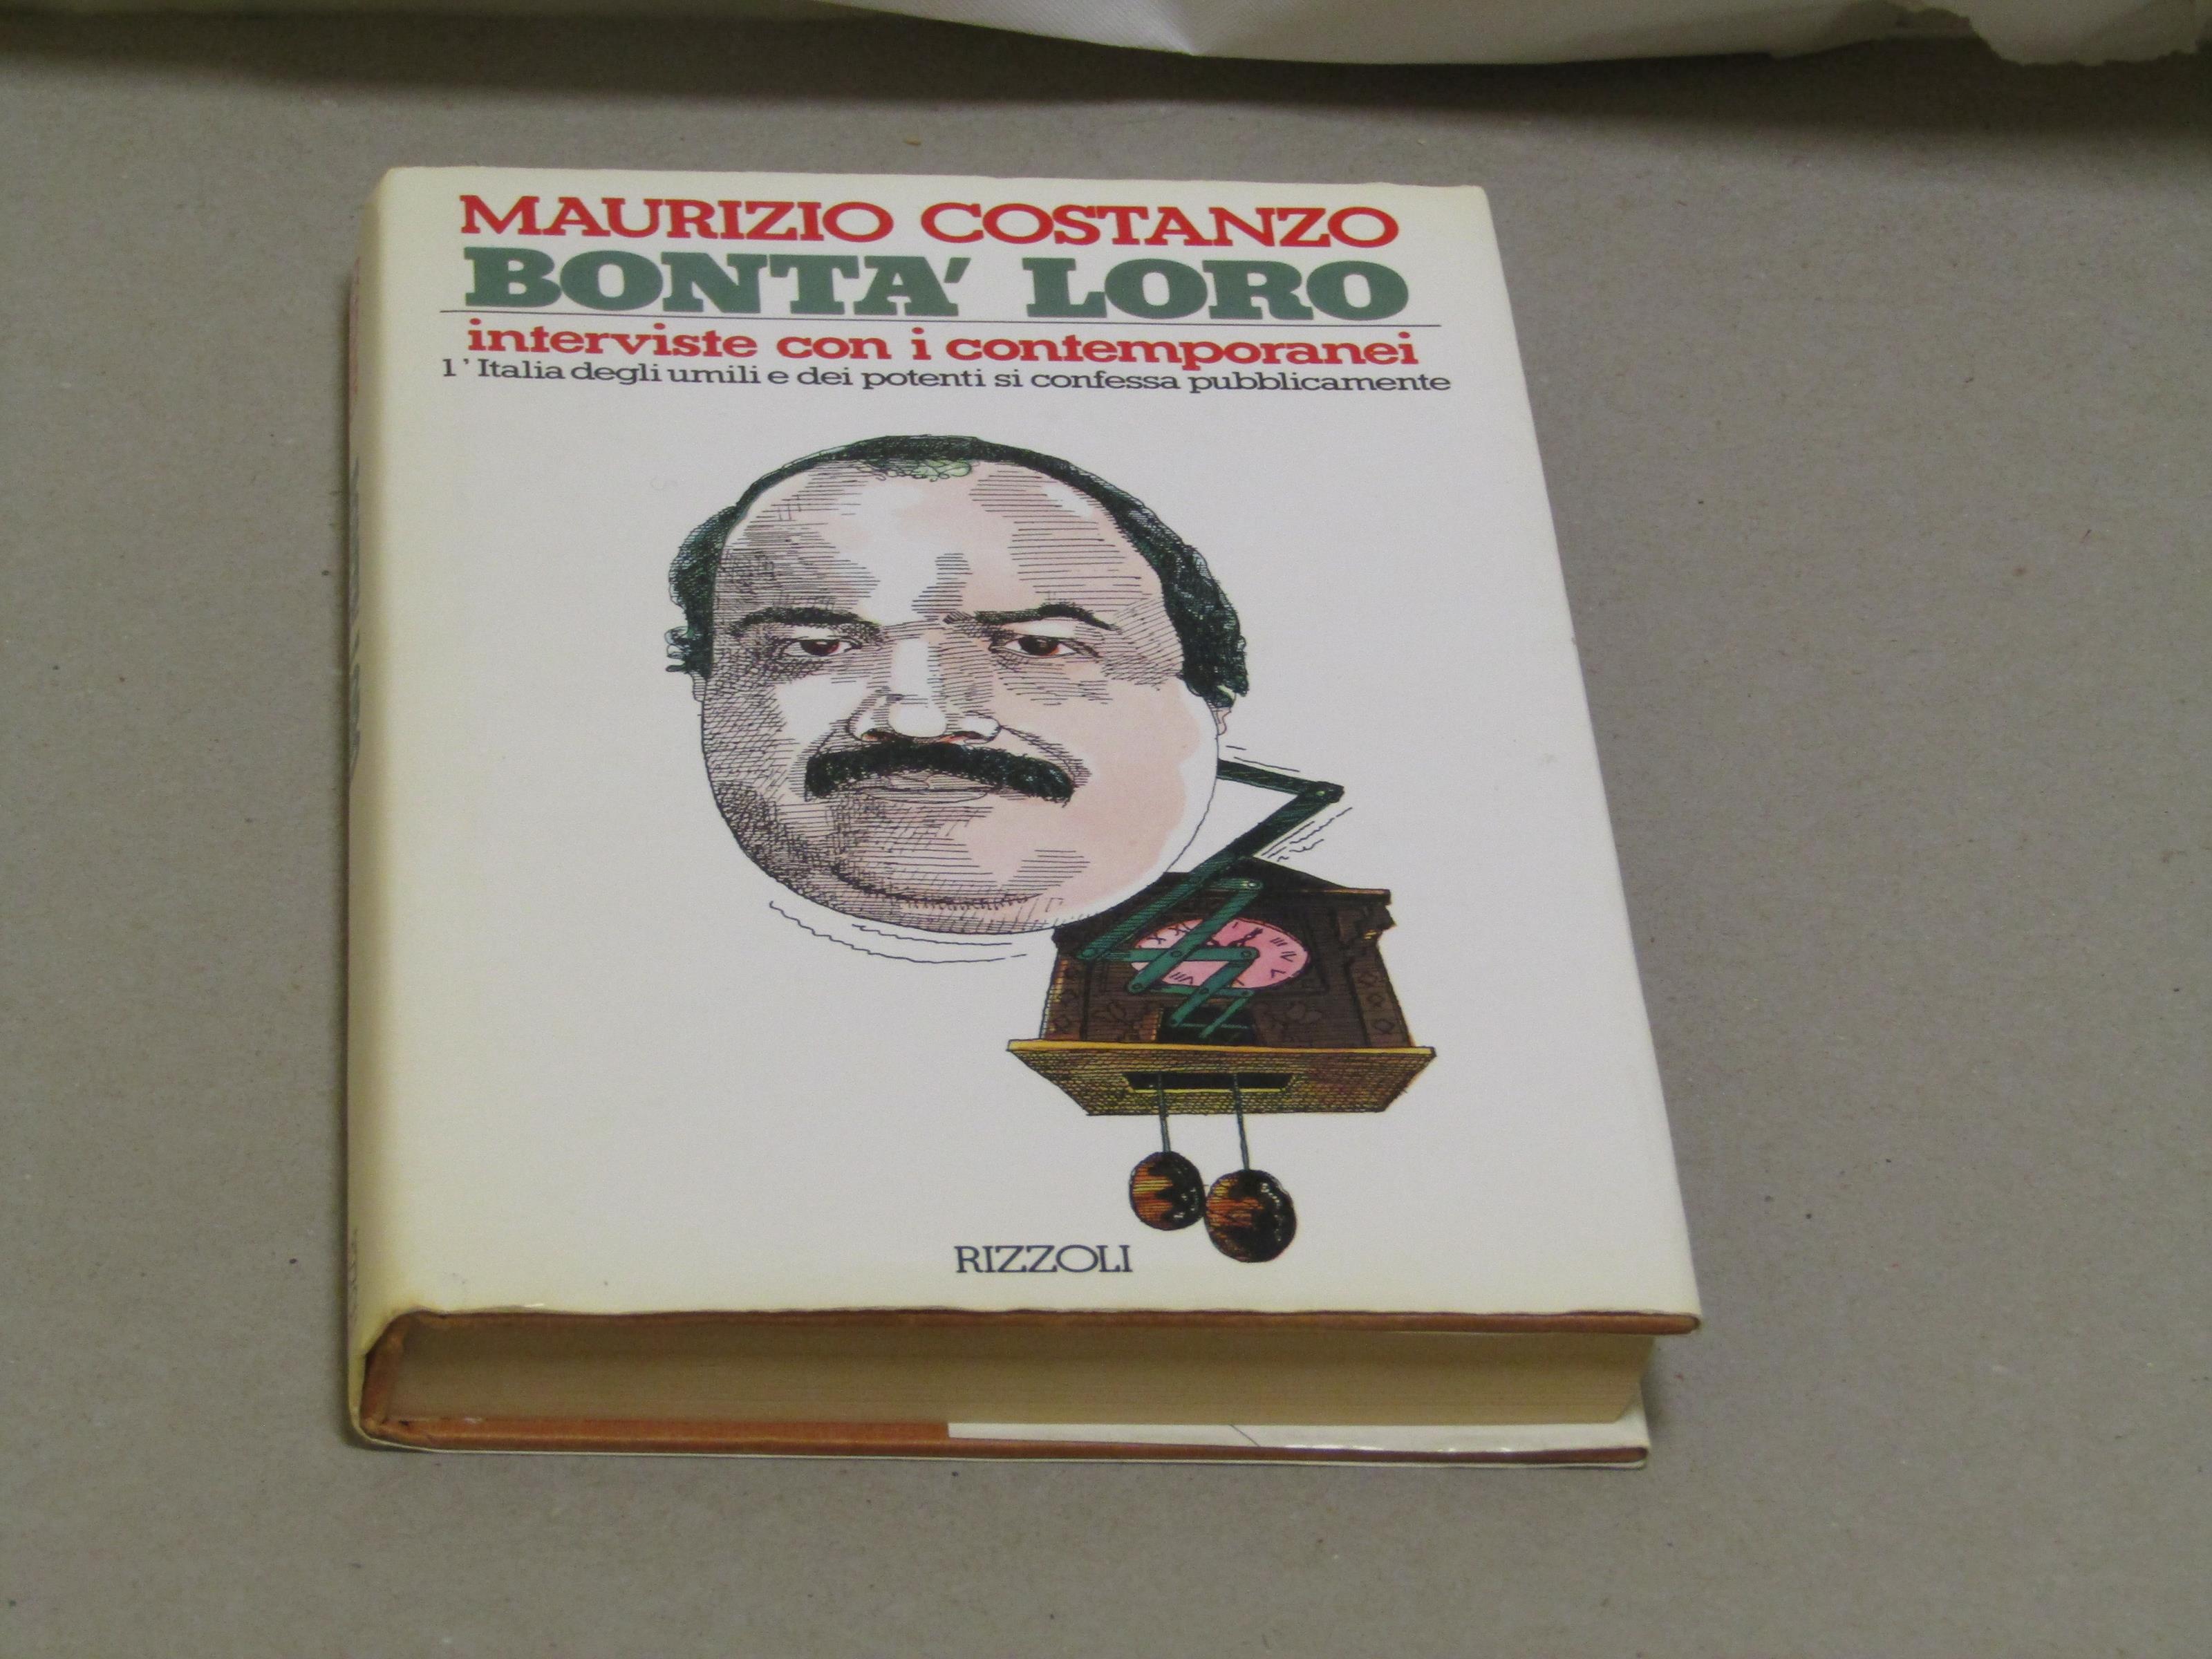 MAURIZIO COSTANZO
BONTA' LORO
interviste con i contemporanei
l'Italia degli umili e dei potenti si confessa pubblicamente
RIZZOLI